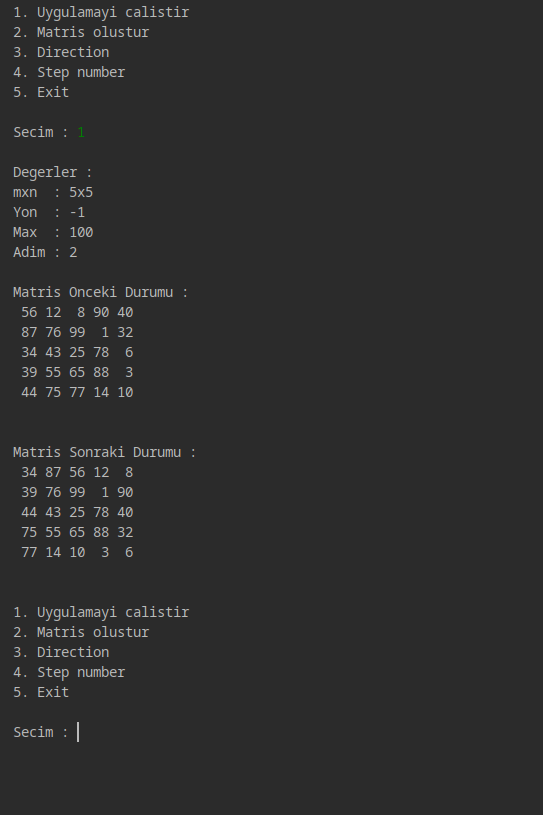 1. Uygulamayi calistir
2. Matris olustur
3. Direction
4. Step number
5. Exit
Secim : 1
Degerler :
mxn  : 5x5
Yon  : -1
Max  : 100
Adim : 2
Matris Onceki Durumu :
 56 12  8 90 40
 87 76 99  1 32
 34 43 25 78  6
 39 55 65 88  3
 44 75 77 14 10
Matris Sonraki Durumu :
 34 87 56 12  8
 39 76 99  1 90
 44 43 25 78 40
 75 55 65 88 32
 77 14 10  3  6
1. Uygulamayi calistir
2. Matris olustur
3. Direction
4. Step number
5. Exit
Secim :